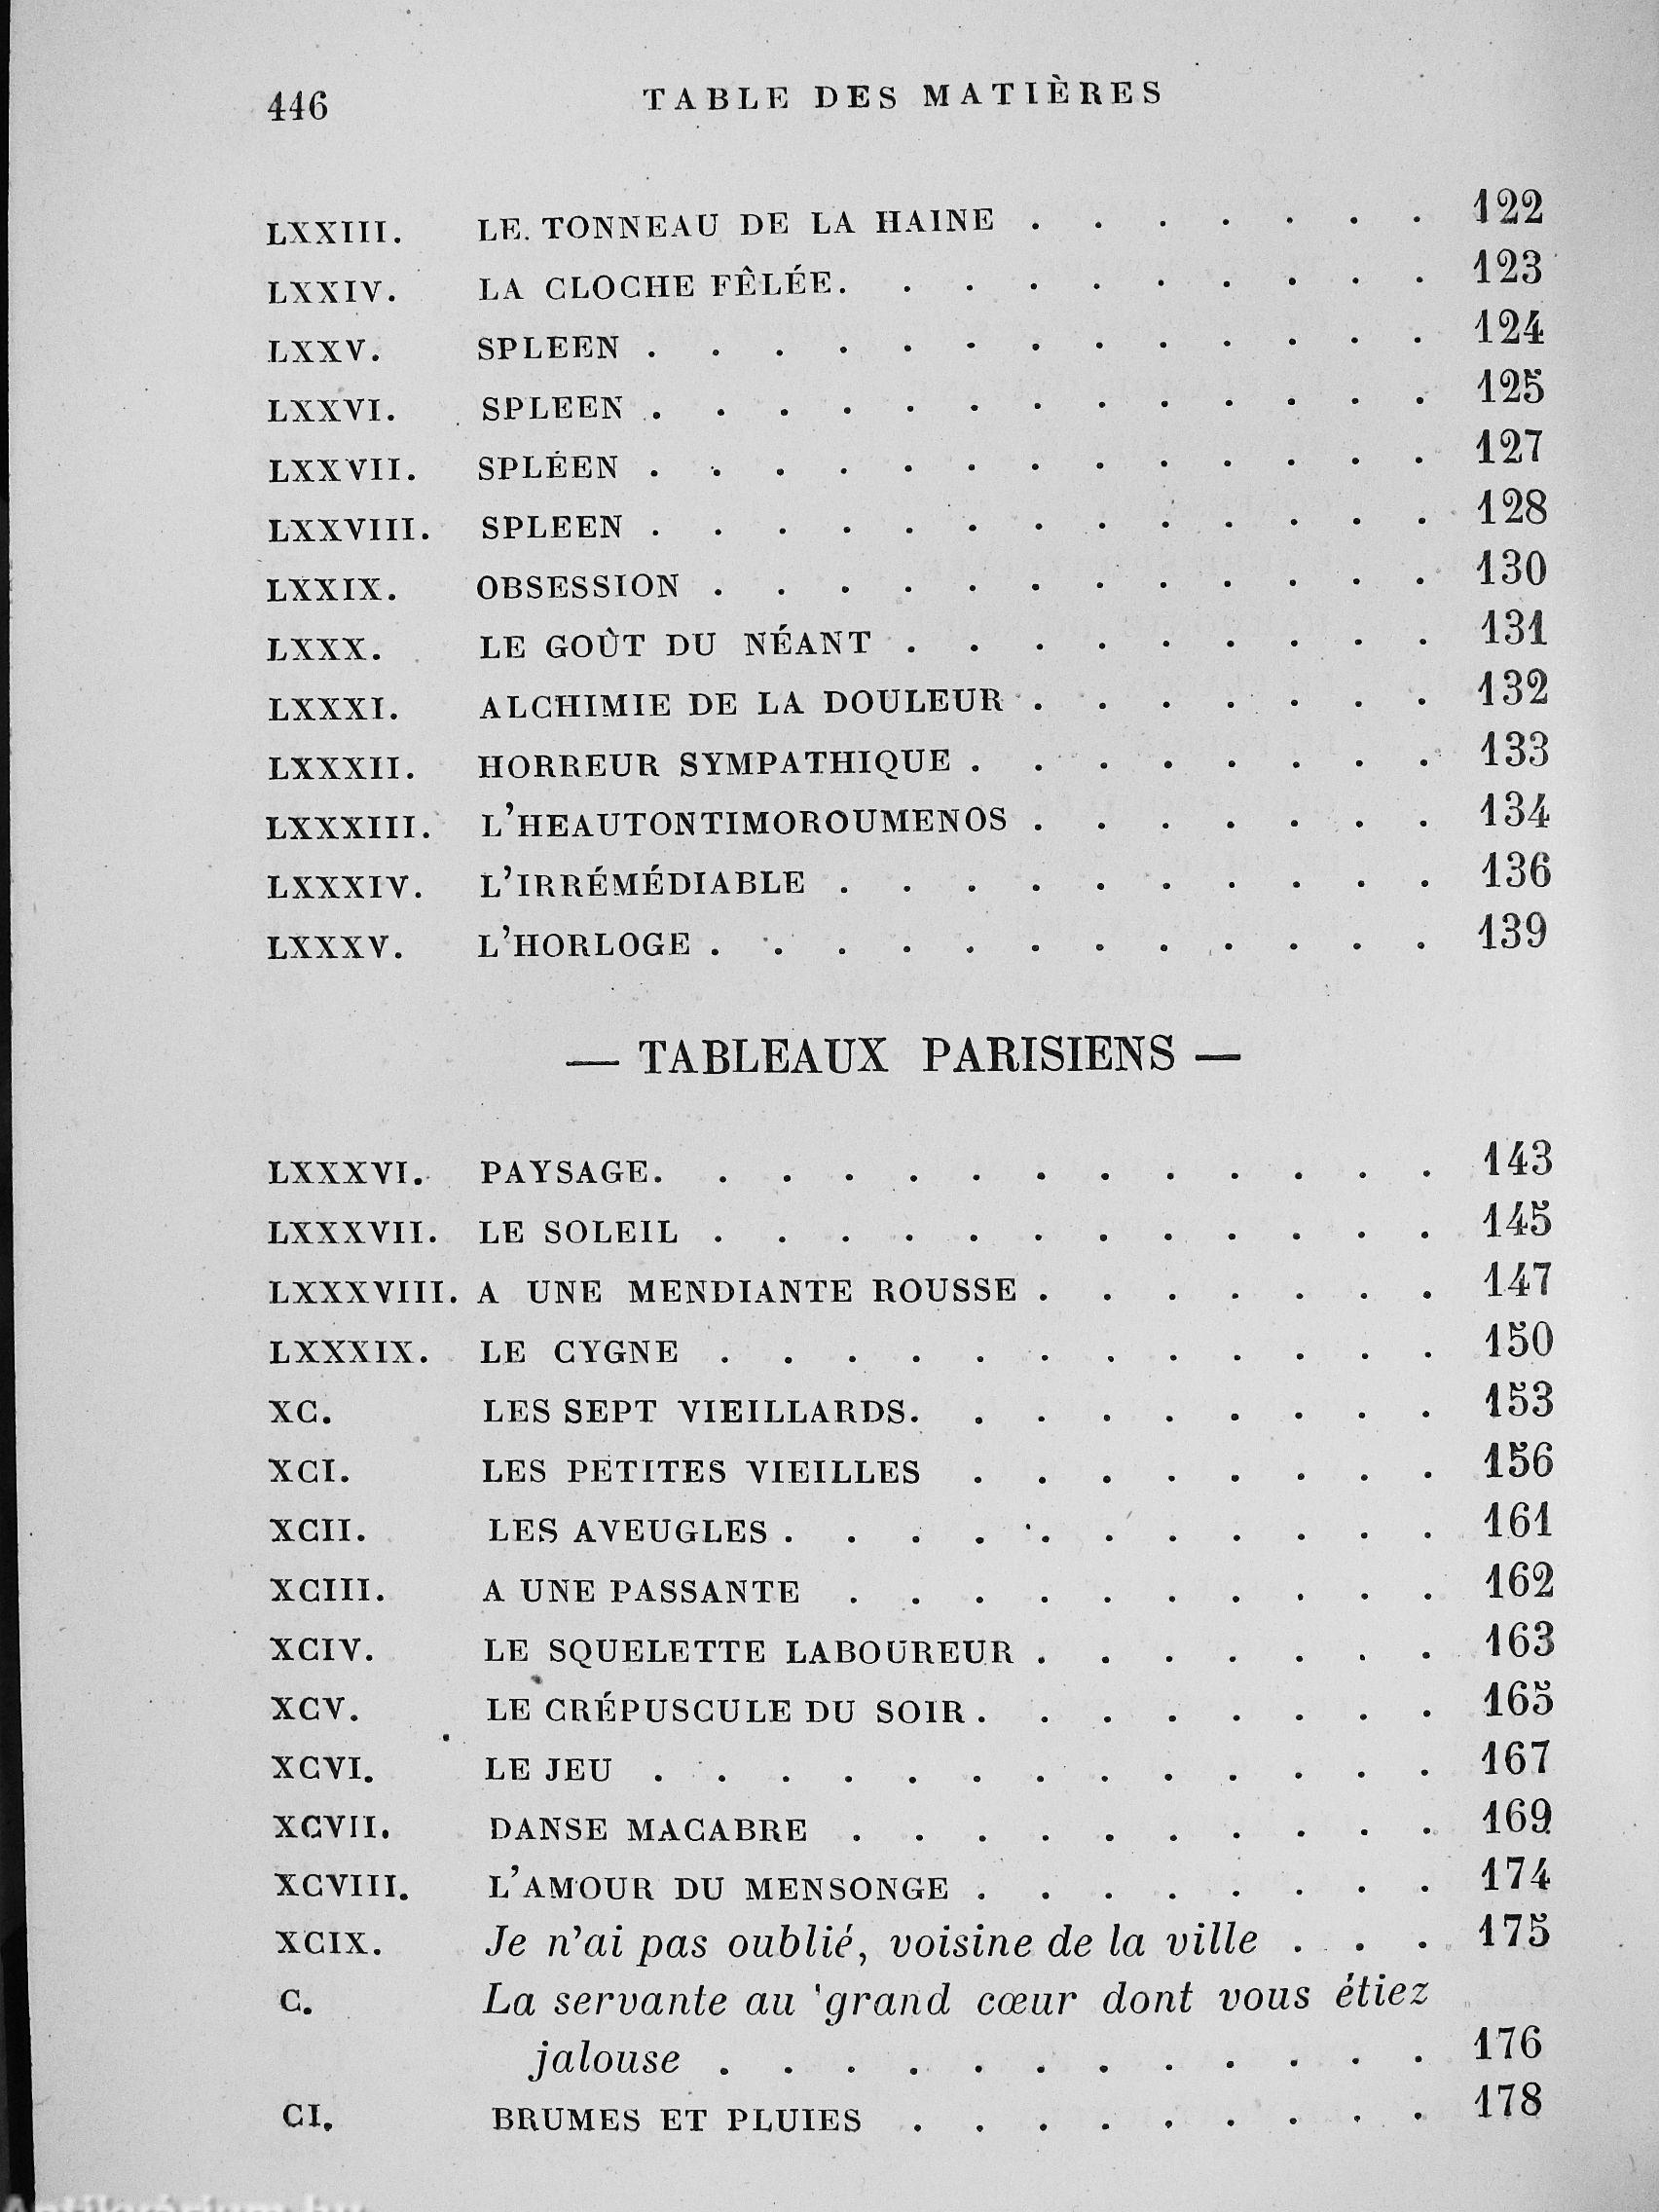 446 TABLE DES MATIÈRES
LXXIII. LE TONNEAU DE LA HAINE . . . . . . . 122
LXXIV. LA CLOCHE FÊLÉE. . . . . . . . . . 123
LXXV. SPLEEN . . . . . . . . . . . . . 124
LXXVI. SPLEEN . . . . . . . . . . . . . 125
LXXVII. SPLEEN . . . . . . . . . . . . . 127
LXXVIII. SPLEEN . . . . . . . . . . . . . 128
LXXIX. OBSESSION . . . . . . . . . . . . 130
LXXX. LE GOÛT DU NÉANT . . . . . . . . . 131
LXXXI. ALCHIMIE DE LA DOULEUR . . . . . . . 132
LXXXII. HORREUR SYMPATHIQUE . . . . . . . . 133
LXXXIII. L'HEAUTONTIMOROUMENOS . . . . . . . 134
LXXXIV. L'IRRÉMÉDIABLE . . . . . . . . . . 136
LXXXV. L'HORLOGE . . . . . . . . . . . . 139
— TABLEAUX PARISIENS —
LXXXVI. PAYSAGE. . . . . . . . . . . . . 143
LXXXVII. LE SOLEIL . . . . . . . . . . . . 145
LXXXVIII. A UNE MENDIANTE ROUSSE . . . . . . . 147
LXXXIX. LE CYGNE . . . . . . . . . . . . 150
XC. LES SEPT VIEILLARDS. . . . . . . . . 153
XCI. LES PETITES VIEILLES . . . . . . . . 156
XCII. LES AVEUGLES . . . . . . . . . . . 161
XCIII. A UNE PASSANTE . . . . . . . . . . 162
XCIV. LE SQUELETTE LABOUREUR . . . . . . . 163
XCV. LE CRÉPUSCULE DU SOIR . . . . . . . . 165
XCVI. LE JEU . . . . . . . . . . . . . 167
XCVII. DANSE MACABRE . . . . . . . . . . 169
XCVIII. L'AMOUR DU MENSONGE . . . . . . . . 174
XCIX. Je n'ai pas oublié, voisine de la ville . . . 175
C. La servante au grand cœur dont vous étiez
jalouse . . . . . . . . . . . . 176
CI. BRUMES ET PLUIES . . . . . . . . . 178